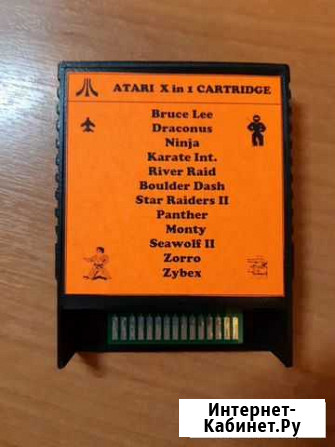 ATARI X in 1 CARTRIDGE
Bruce Lee
Draconus
Ninja
Karate Int.
River Raid
Boulder Dash
Star Raiders II
Panther
Monty
Seawolf II
Zorro
Zybex
Интернет-
Кабинет.Ру